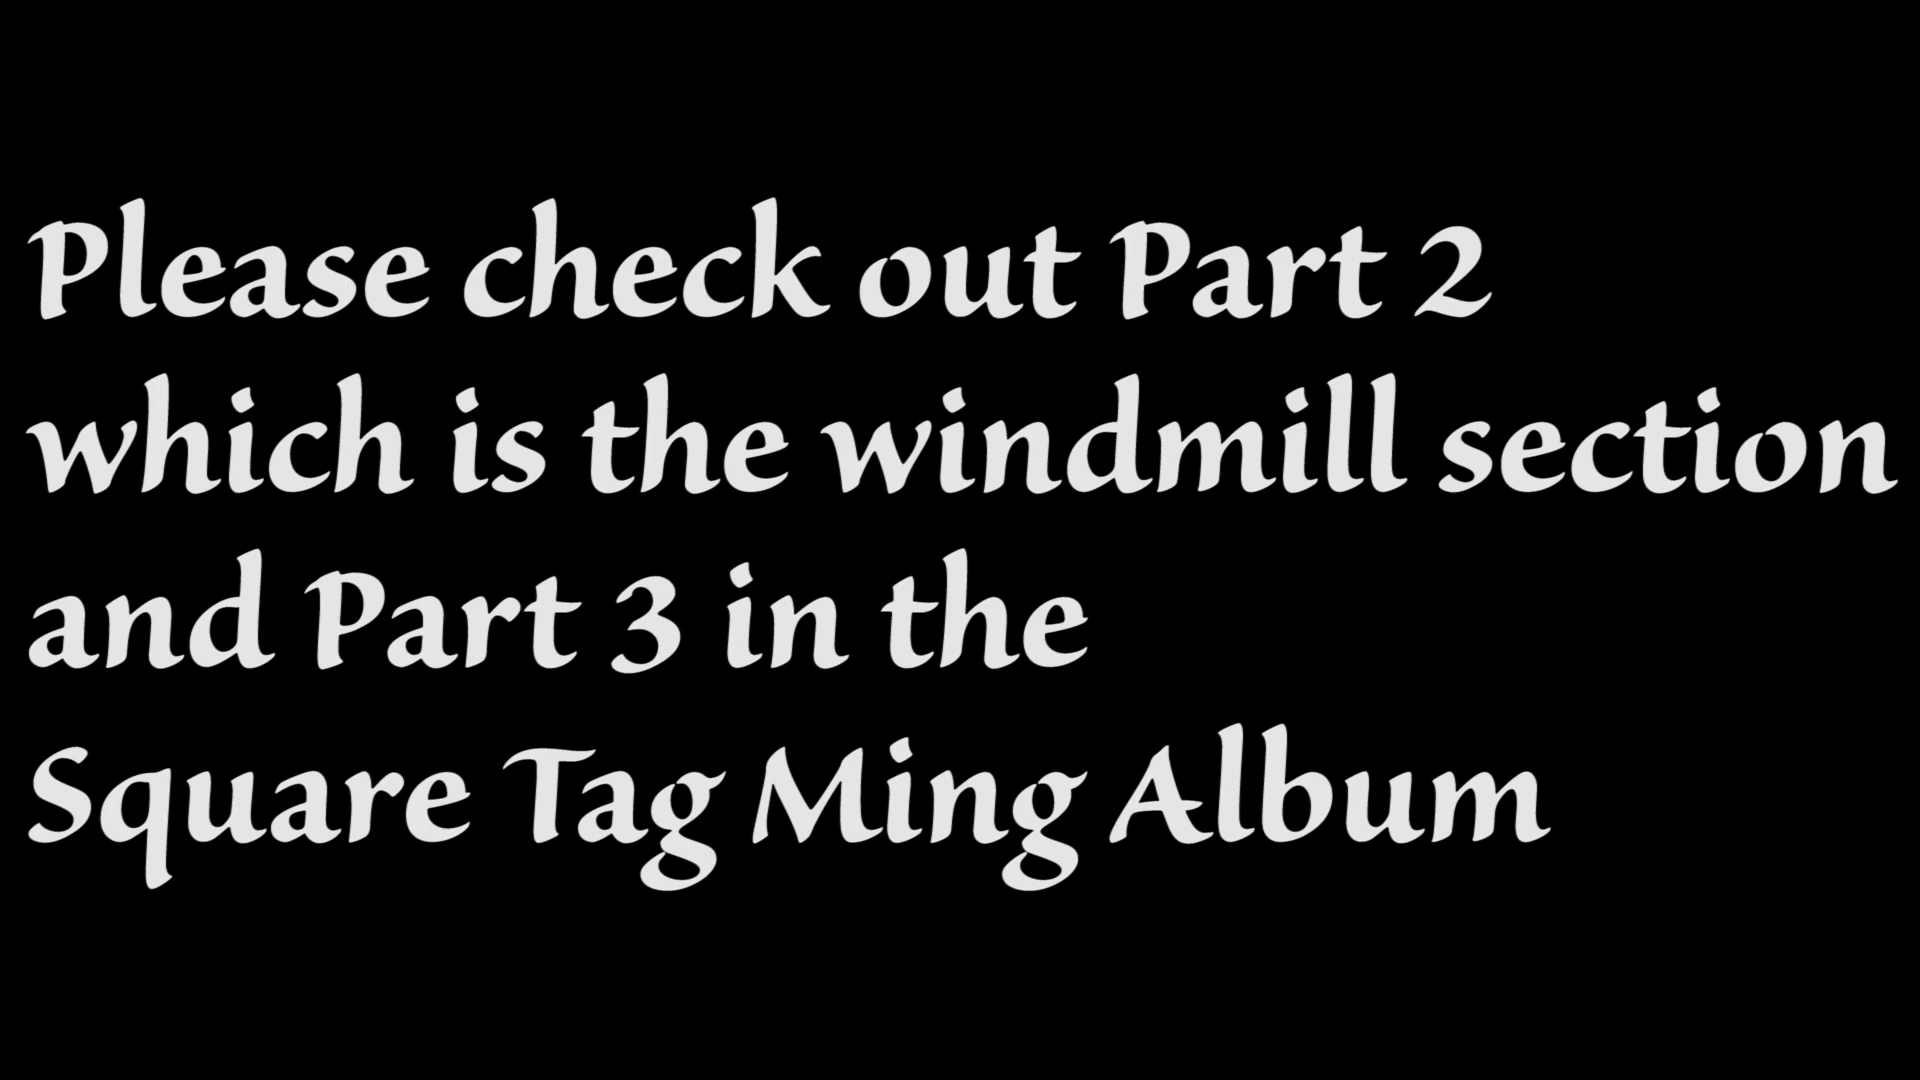 Please check out Part 2
which is the windmill section
and Part 3 in the
Square Tag Ming Album